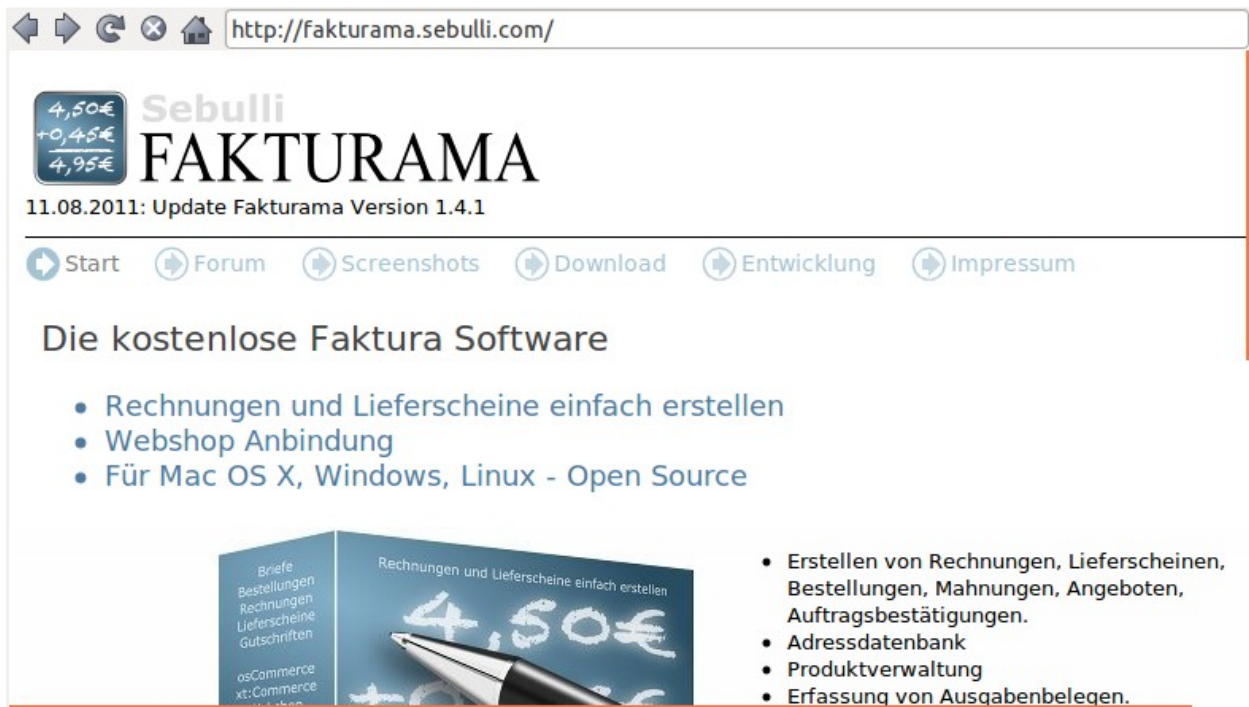 http://fakturama.sebulli.com/
4,50€
+0,45€
4,95€
Sebulli
FAKTURAMA
11.08.2011: Update Fakturama Version 1.4.1
Start Forum Screenshots Download Entwicklung Impressum
Die kostenlose Faktura Software
• Rechnungen und Lieferscheine einfach erstellen
• Webshop Anbindung
• Für Mac OS X, Windows, Linux - Open Source
Briefe
Bestellungen
Rechnungen
Lieferscheine
Gutschriften
osCommerce
xt:Commerce
Rechnungen und Lieferscheine einfach erstellen
4,50€
• Erstellen von Rechnungen, Lieferscheinen,
Bestellungen, Mahnungen, Angeboten,
Auftragsbestätigungen.
• Adressdatenbank
• Produktverwaltung
• Erfassung von Ausgabenbelegen.